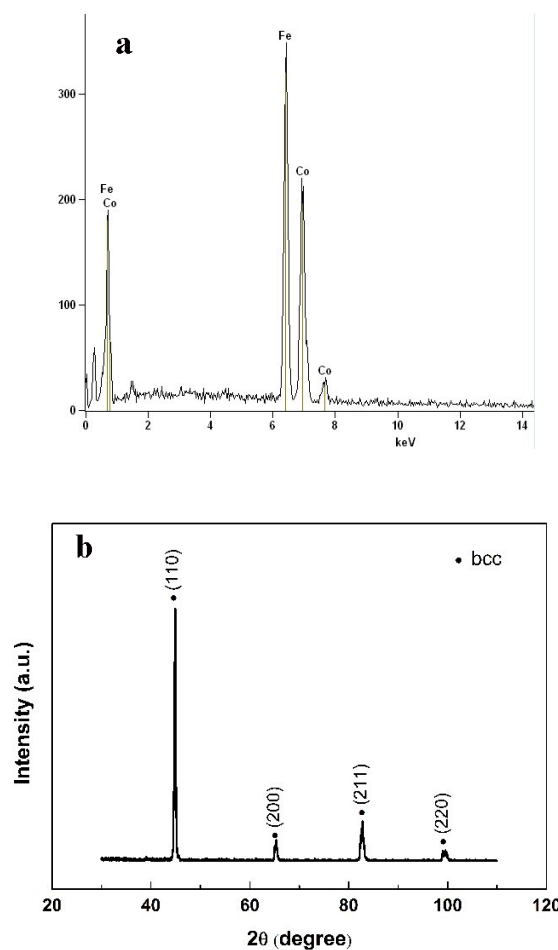 a
Fe
300
Co
200
Fe
Co
100
Co
0
0 2 4 6 8 10 12 14
keV
b
• bcc
(110)
(200)
(211)
(220)
Intensity (a.u.)
20 40 60 80 100 120
2θ (degree)